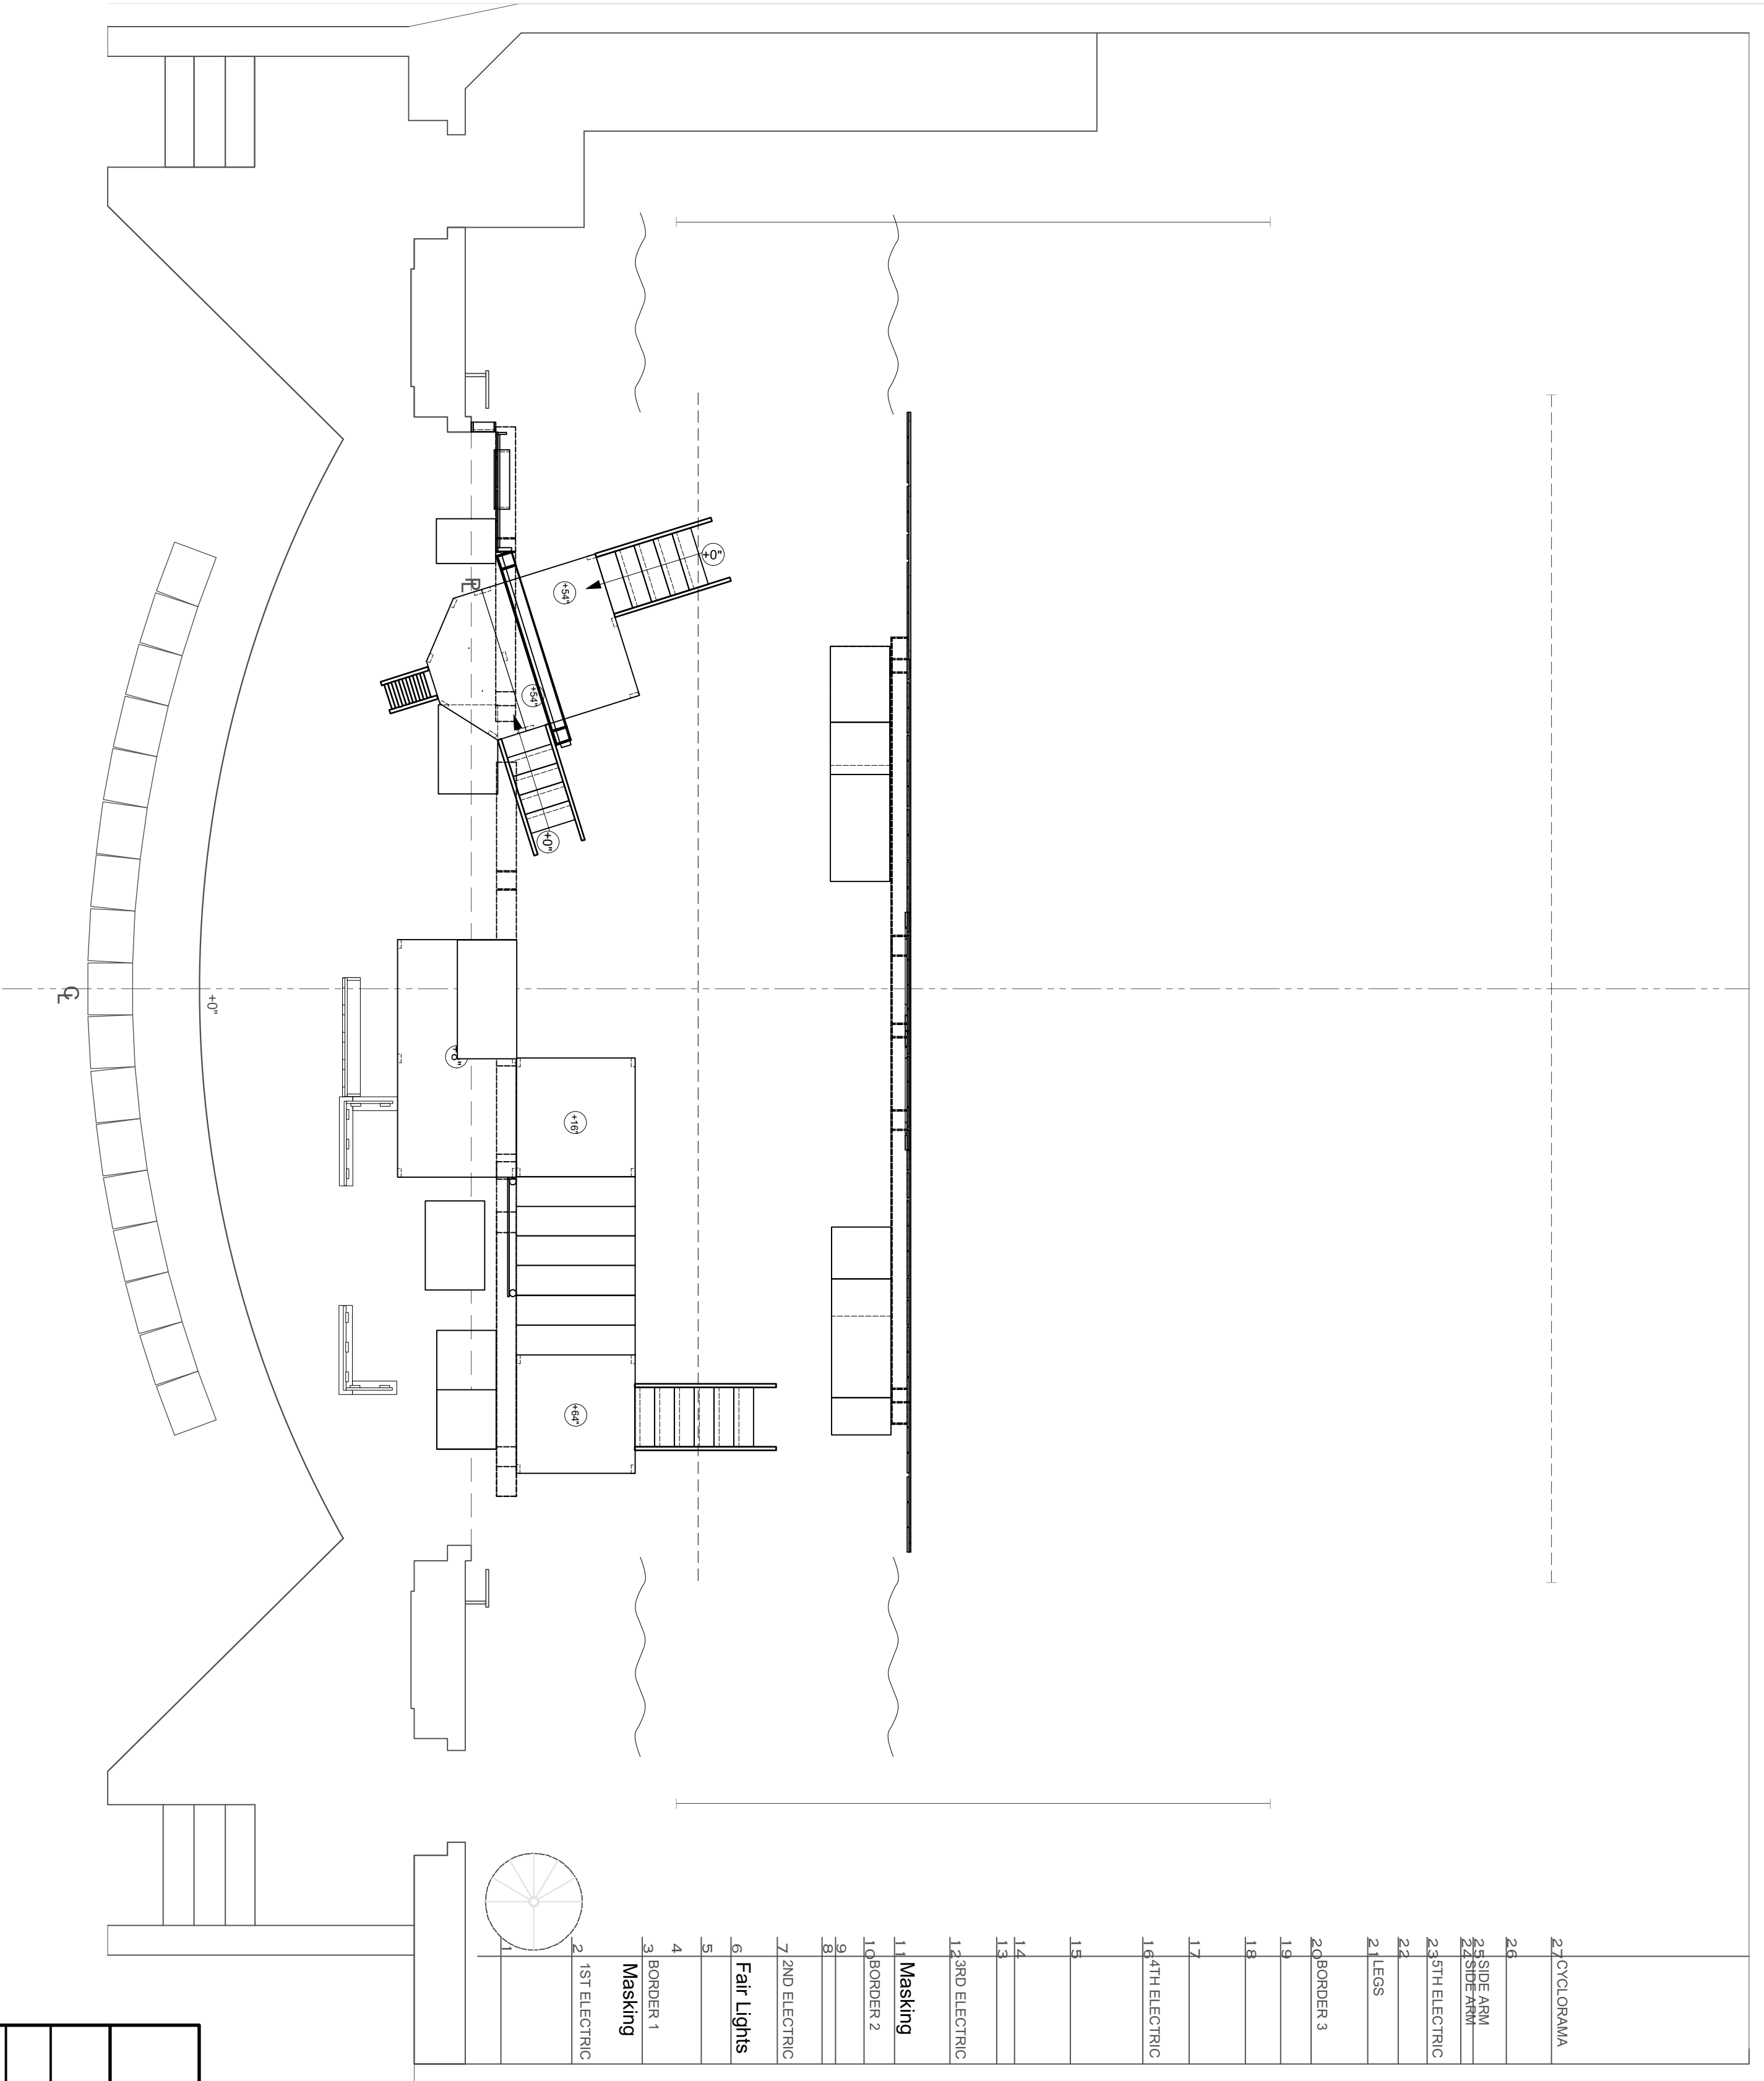 +0"
+54"
PL
+54"
+0"
CL
+0"
+8"
+16"
+64"
1
2 1ST ELECTRIC
Masking
3 BORDER 1
4
5
6 Fair Lights
7 2ND ELECTRIC
8
9
10 BORDER 2
11 Masking
12 3RD ELECTRIC
13
14
15
16 4TH ELECTRIC
17
18
19
20 BORDER 3
21 LEGS
22
23 5TH ELECTRIC
24 SIDE ARM
25 SIDE ARM
26
27 CYCLORAMA